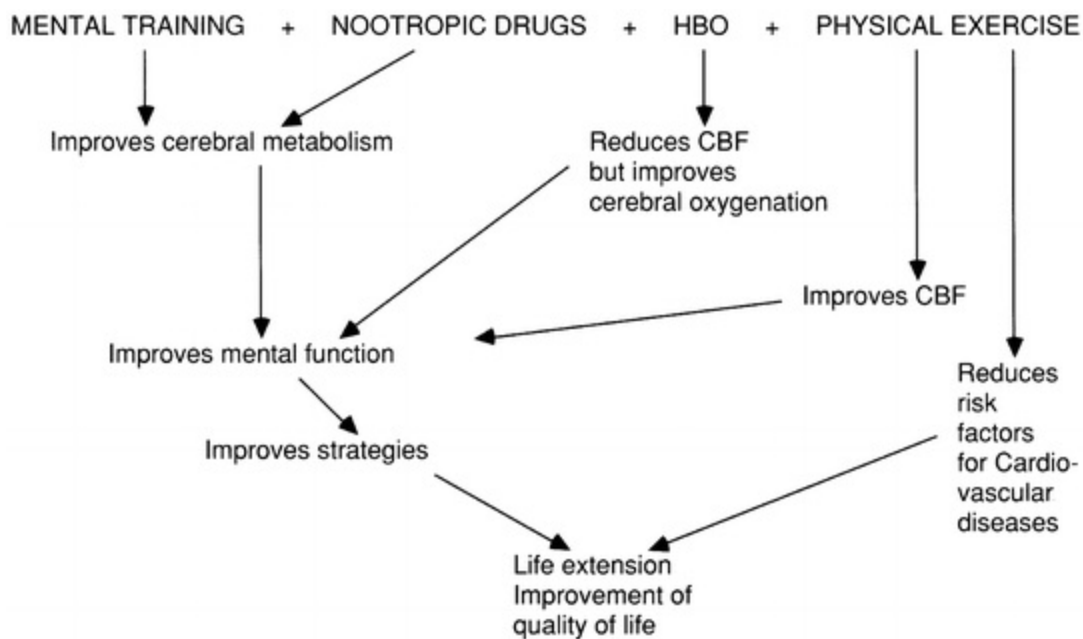 MENTAL TRAINING + NOOTROPIC DRUGS + HBO + PHYSICAL EXERCISE
Improves cerebral metabolism
Reduces CBF
but improves
cerebral oxygenation
Improves CBF
Improves mental function
Reduces
risk
factors
for Cardio-
vascular
diseases
Improves strategies
Life extension
Improvement of
quality of life